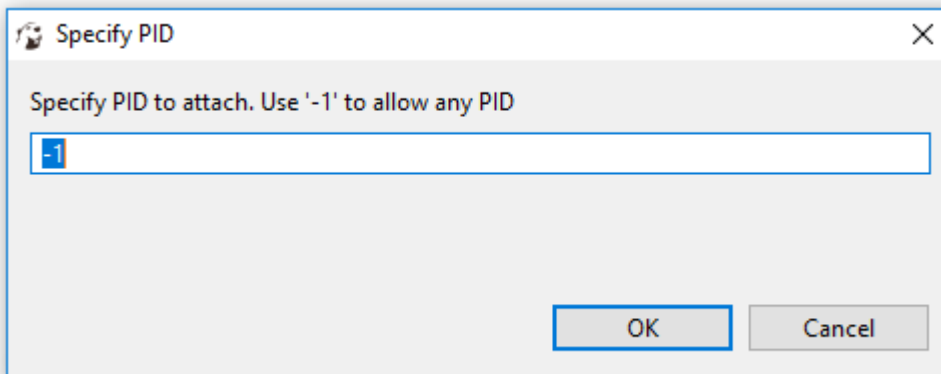 Specify PID
Specify PID to attach. Use '-1' to allow any PID
-1
OK Cancel